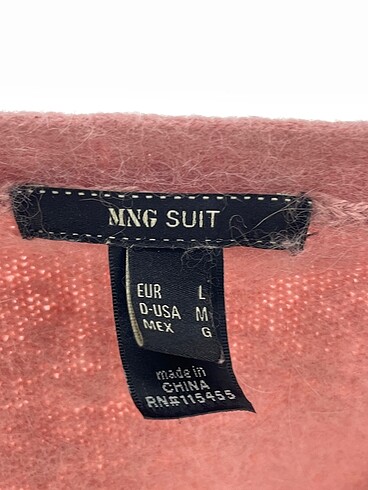 MNG SUIT
EUR L
D-USA M
MEX G
made in
CHINA
RN#115455